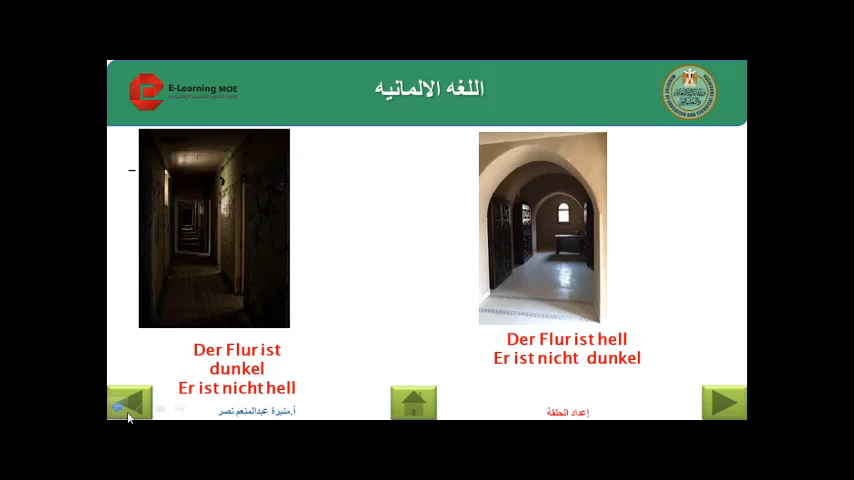 E-Learning MOE
اللغه الالمانيه
–
Der Flur ist
dunkel
Er ist nicht hell
Der Flur ist hell
Er ist nicht dunkel
أ.منيرة عبدالمنعم نصر
إعداد الحلقة